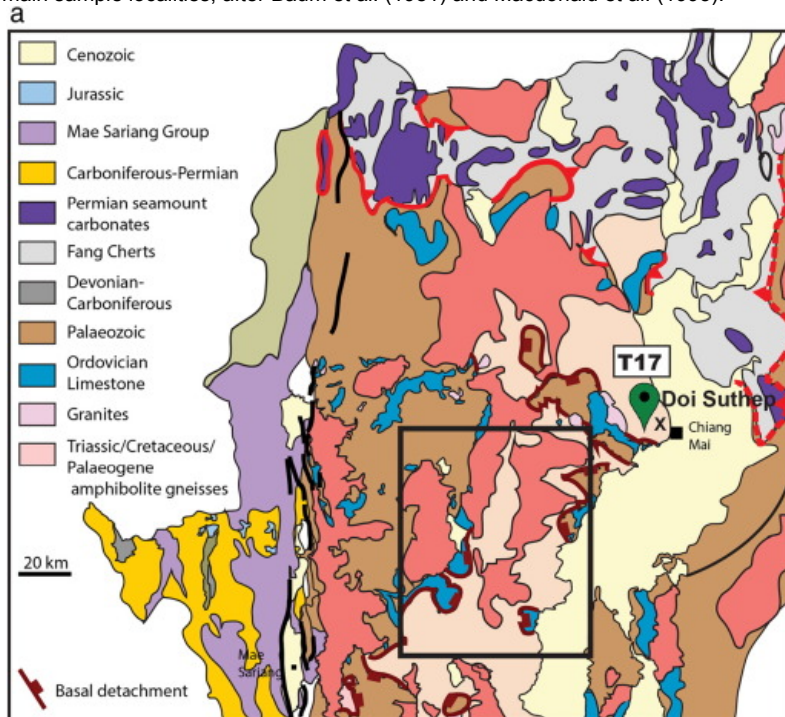 main sample localities, after Baum et al. (1981) and Macdonald et al. (1993).
a
Cenozoic
Jurassic
Mae Sariang Group
Carboniferous-Permian
Permian seamount
carbonates
Fang Cherts
Devonian-
Carboniferous
Palaeozoic
Ordovician
Limestone
Granites
Triassic/Cretaceous/
Palaeogene
amphibolite gneisses
20 km
Basal detachment
T17
Doi Suthep
X
Chiang
Mai
Mae
Sariang